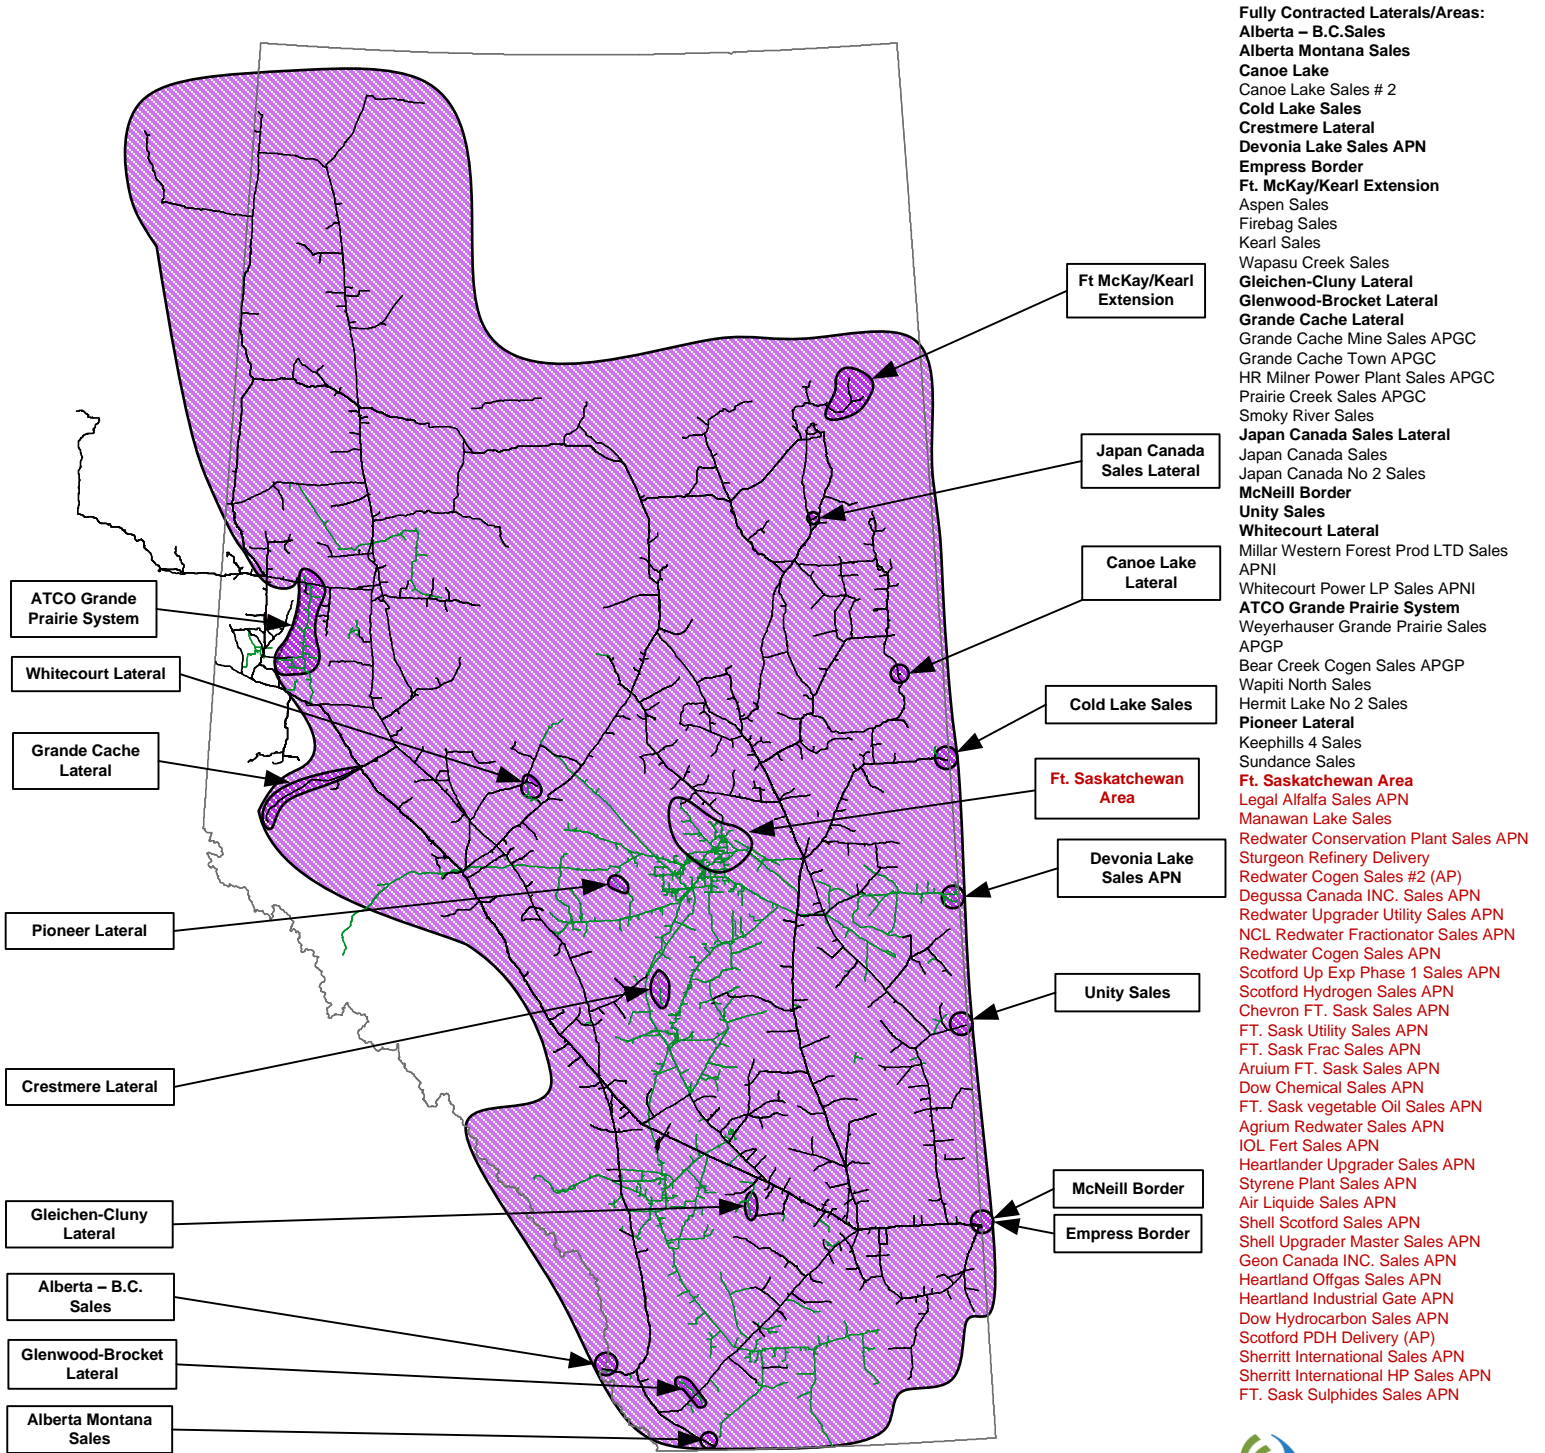 Fully Contracted Laterals/Areas:
Alberta – B.C.Sales
Alberta Montana Sales
Canoe Lake
Canoe Lake Sales # 2
Cold Lake Sales
Crestmere Lateral
Devonia Lake Sales APN
Empress Border
Ft. McKay/Kearl Extension
Aspen Sales
Firebag Sales
Kearl Sales
Wapasu Creek Sales
Gleichen-Cluny Lateral
Glenwood-Brocket Lateral
Grande Cache Lateral
Grande Cache Mine Sales APGC
Grande Cache Town APGC
HR Milner Power Plant Sales APGC
Prairie Creek Sales APGC
Smoky River Sales
Japan Canada Sales Lateral
Japan Canada Sales
Japan Canada No 2 Sales
McNeill Border
Unity Sales
Whitecourt Lateral
Millar Western Forest Prod LTD Sales
APNI
Whitecourt Power LP Sales APNI
ATCO Grande Prairie System
Weyerhauser Grande Prairie Sales
APGP
Bear Creek Cogen Sales APGP
Wapiti North Sales
Hermit Lake No 2 Sales
Pioneer Lateral
Keephills 4 Sales
Sundance Sales
Ft. Saskatchewan Area
Legal Alfalfa Sales APN
Manawan Lake Sales
Redwater Conservation Plant Sales APN
Sturgeon Refinery Delivery
Redwater Cogen Sales #2 (AP)
Degussa Canada INC. Sales APN
Redwater Upgrader Utility Sales APN
NCL Redwater Fractionator Sales APN
Redwater Cogen Sales APN
Scotford Up Exp Phase 1 Sales APN
Scotford Hydrogen Sales APN
Chevron FT. Sask Sales APN
FT. Sask Utility Sales APN
FT. Sask Frac Sales APN
Aruium FT. Sask Sales APN
Dow Chemical Sales APN
FT. Sask vegetable Oil Sales APN
Agrium Redwater Sales APN
IOL Fert Sales APN
Heartlander Upgrader Sales APN
Styrene Plant Sales APN
Air Liquide Sales APN
Shell Scotford Sales APN
Shell Upgrader Master Sales APN
Geon Canada INC. Sales APN
Heartland Offgas Sales APN
Heartland Industrial Gate APN
Dow Hydrocarbon Sales APN
Scotford PDH Delivery (AP)
Sherritt International Sales APN
Sherritt International HP Sales APN
FT. Sask Sulphides Sales APN
Ft McKay/Kearl
Extension
Japan Canada
Sales Lateral
Canoe Lake
Lateral
Cold Lake Sales
Ft. Saskatchewan
Area
Devonia Lake
Sales APN
Unity Sales
McNeill Border
Empress Border
ATCO Grande
Prairie System
Whitecourt Lateral
Grande Cache
Lateral
Pioneer Lateral
Crestmere Lateral
Gleichen-Cluny
Lateral
Alberta – B.C.
Sales
Glenwood-Brocket
Lateral
Alberta Montana
Sales